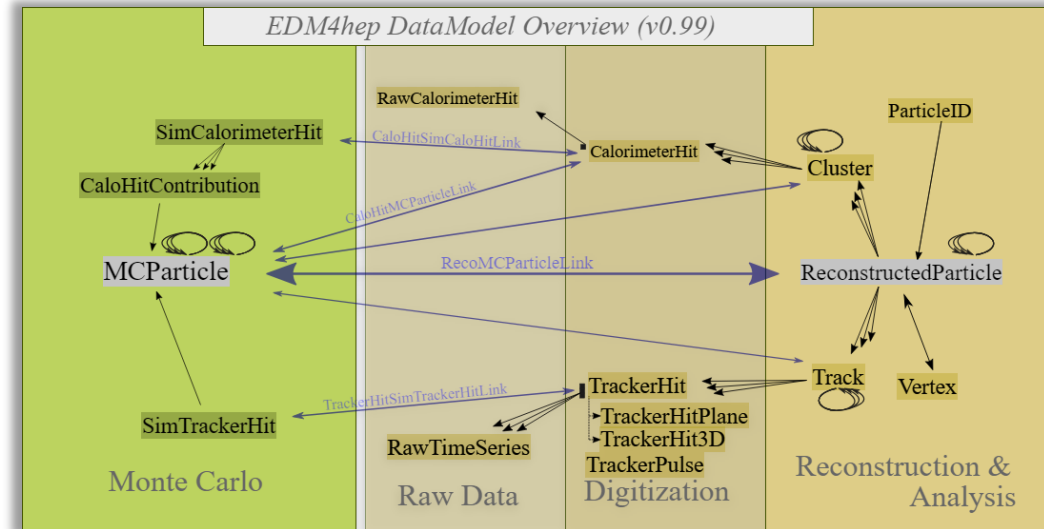 EDM4hep DataModel Overview (v0.99)
RawCalorimeterHit
ParticleID
SimCalorimeterHit
CaloHitSimCaloHitLink
CalorimeterHit
Cluster
CaloHitContribution
CaloHitMCParticleLink
MCParticle
RecoMCParticleLink
ReconstructedParticle
TrackerHit
Track
Vertex
TrackerHitSimTrackerHitLink
SimTrackerHit
TrackerHitPlane
TrackerHit3D
RawTimeSeries
TrackerPulse
Monte Carlo
Raw Data
Digitization
Reconstruction &
Analysis